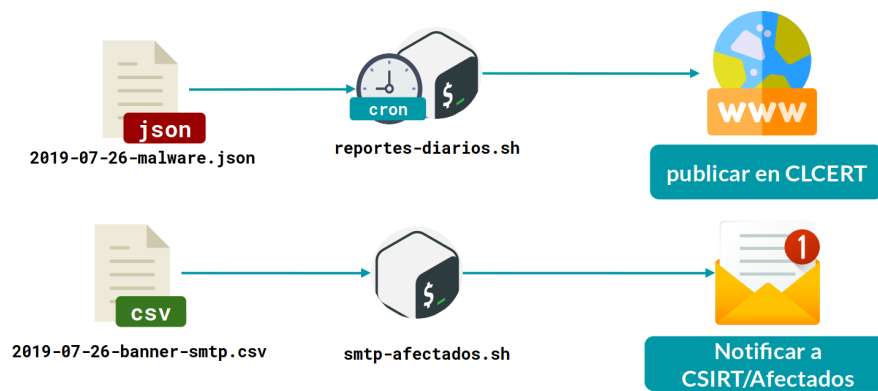 json
2019-07-26-malware.json
$_
cron
reportes-diarios.sh
WWW
publicar en CLCERT
csv
2019-07-26-banner-smtp.csv
$_
smtp-afectados.sh
1
Notificar a
CSIRT/Afectados